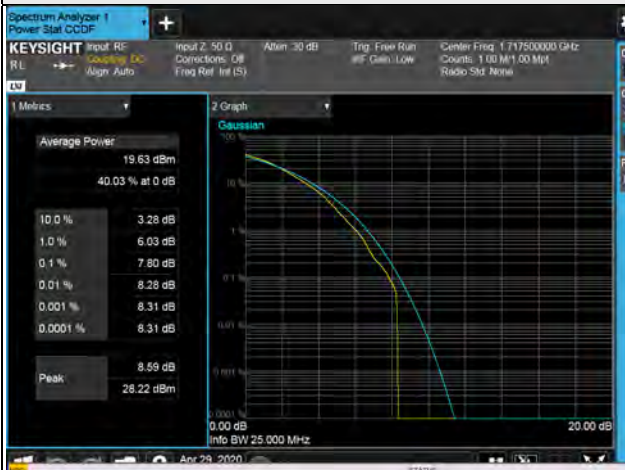 Spectrum Analyzer 1
Power Stat CCDF
KEYSIGHT
RL
Input: RF
Coupling: DC
Align: Auto
Input Z: 50 Ω
Corrections: Off
Freq Ref: Int (S)
Atten: 30 dB
Trig: Free Run
#IF Gain: Low
Center Freq: 1.717500000 GHz
Counts: 1.00 M/1.00 Mpt
Radio Std: None
1 Metrics
Average Power
19.63 dBm
40.03 % at 0 dB
10.0 % 3.28 dB
1.0 % 6.03 dB
0.1 % 7.80 dB
0.01 % 8.28 dB
0.001 % 8.31 dB
0.0001 % 8.31 dB
Peak 8.59 dB
28.22 dBm
2 Graph
Gaussian
100 %
10 %
1 %
0.1 %
0.01 %
0.001 %
0.0001 %
0.00 dB
20.00 dB
Info BW 25.000 MHz
Apr 29, 2020
STATUS